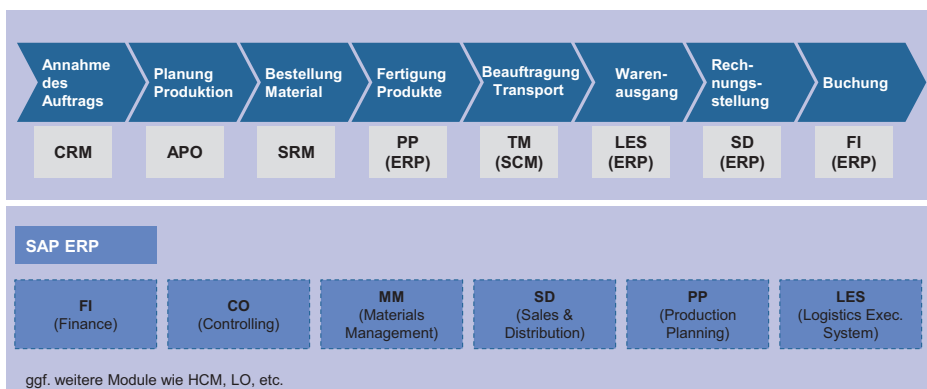 Annahme
des
Auftrags
Planung
Produktion
Bestellung
Material
Fertigung
Produkte
Beauftragung
Transport
Waren-
ausgang
Rech-
nungs-
stellung
Buchung
CRM
APO
SRM
PP
(ERP)
TM
(SCM)
LES
(ERP)
SD
(ERP)
FI
(ERP)
SAP ERP
FI
(Finance)
CO
(Controlling)
MM
(Materials
Management)
SD
(Sales &
Distribution)
PP
(Production
Planning)
LES
(Logistics Exec.
System)
ggf. weitere Module wie HCM, LO, etc.